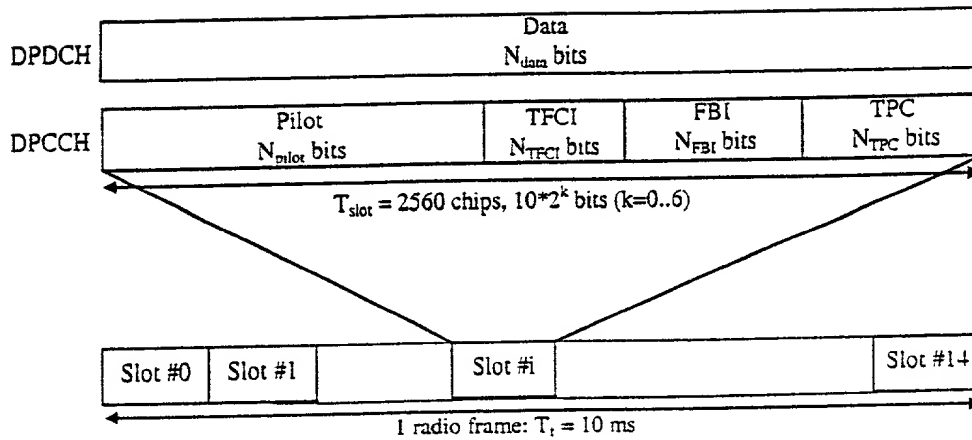 Data
DPDCH
N_data bits
Pilot TFCI FBI TPC
DPCCH
N_pilot bits N_TFCI bits N_FBI bits N_TPC bits
T_slot = 2560 chips, 10*2^k bits (k=0..6)
Slot #0 Slot #1 Slot #i Slot #14
1 radio frame: T_f = 10 ms